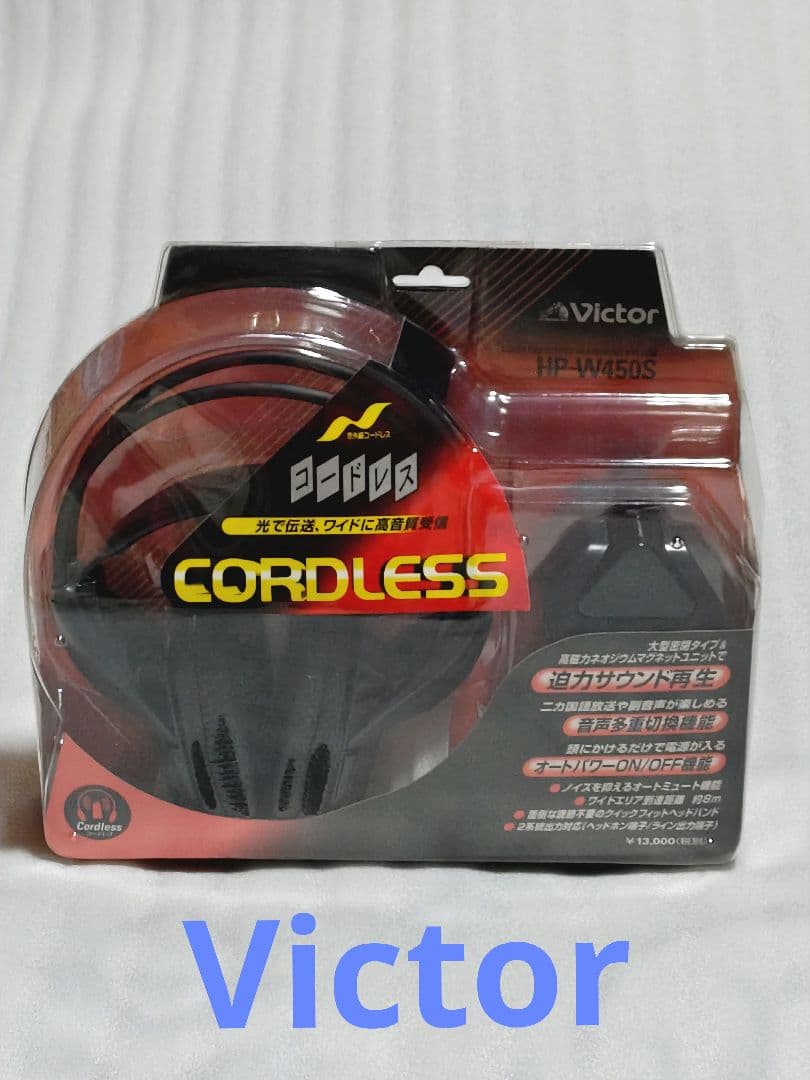 Victor
HP-W450S
赤外線コードレス
コードレス
光で伝送、ワイドに高音質受信
CORDLESS
大型密閉タイプ&
高磁力ネオジウムマグネットユニットで
迫力サウンド再生
二カ国語放送や副音声が楽しめる
音声多重切換機能
頭にかけるだけで電源が入る
オートパワーON/OFF機能
●ノイズを抑えるオートミュート機能
●ワイドエリア到達距離 約8m
●面倒な調節不要のクイックフィットヘッドバンド
●2系統出力対応(ヘッドホン端子/ライン出力端子)
¥13,000(税別)
Cordless
コードレス
Victor